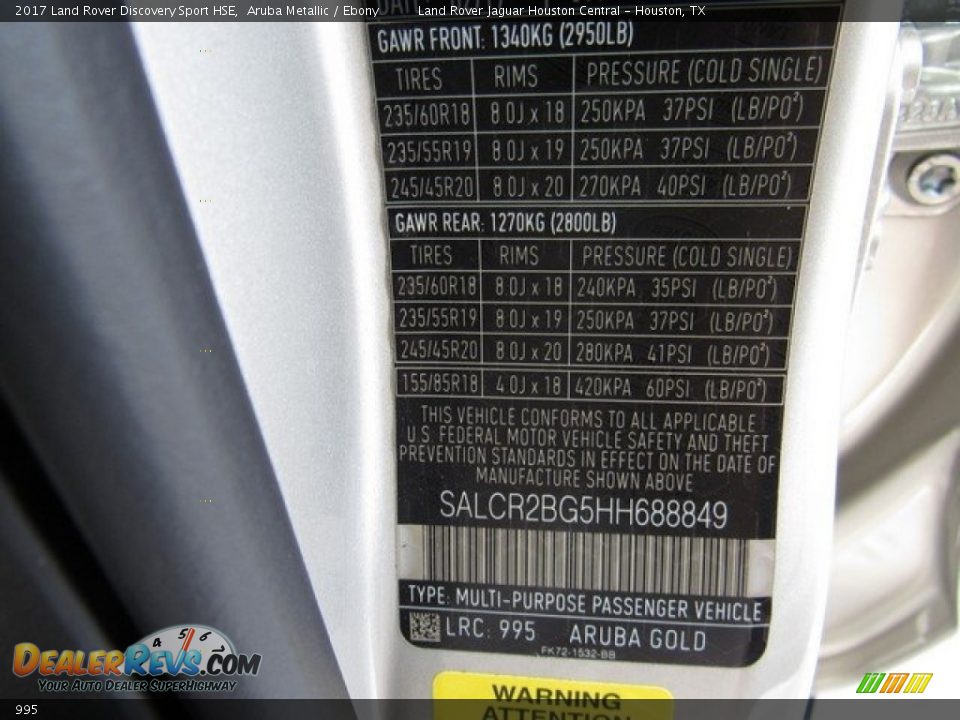 2017 Land Rover Discovery Sport HSE,  Aruba Metallic / Ebony        Land Rover Jaguar Houston Central – Houston, TX
GAWR FRONT: 1340KG (2950LB)
TIRES RIMS PRESSURE (COLD SINGLE)
235/60R18 8.0J x 18 250KPA 37PSI (LB/PO²)
235/55R19 8.0J x 19 250KPA 37PSI (LB/PO²)
245/45R20 8.0J x 20 270KPA 40PSI (LB/PO²)
GAWR REAR: 1270KG (2800LB)
TIRES RIMS PRESSURE (COLD SINGLE)
235/60R18 8.0J x 18 240KPA 35PSI (LB/PO²)
235/55R19 8.0J x 19 250KPA 37PSI (LB/PO²)
245/45R20 8.0J x 20 280KPA 41PSI (LB/PO²)
155/85R18 4.0J x 18 420KPA 60PSI (LB/PO²)
THIS VEHICLE CONFORMS TO ALL APPLICABLE
U.S. FEDERAL MOTOR VEHICLE SAFETY AND THEFT
PREVENTION STANDARDS IN EFFECT ON THE DATE OF
MANUFACTURE SHOWN ABOVE
SALCR2BG5HH688849
TYPE: MULTI-PURPOSE PASSENGER VEHICLE
LRC: 995 ARUBA GOLD
FK72-1532-BB
WARNING
ATTENTION
4 5 6
DEALERREVS.COM
YOUR AUTO DEALER SUPERHIGHWAY
995